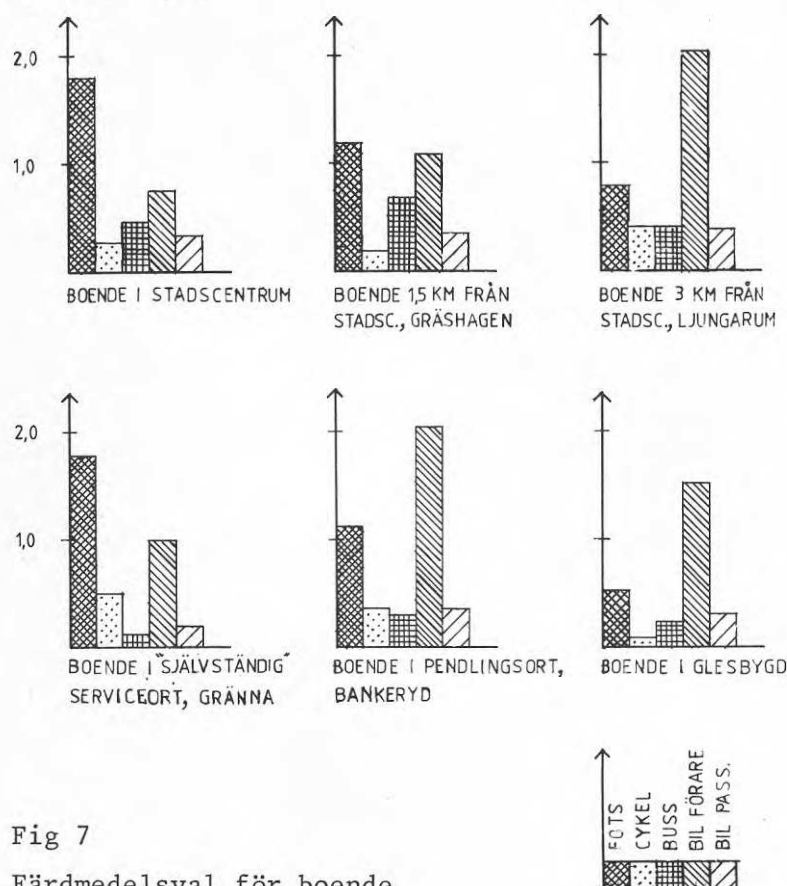 2,0
1,0
BOENDE I STADSCENTRUM
BOENDE 1,5 KM FRÅN
STADSC., GRÄSHAGEN
BOENDE 3 KM FRÅN
STADSC., LJUNGARUM
2,0
1,0
BOENDE I "SJÄLVSTÄNDIG"
SERVICEORT, GRÄNNA
BOENDE I PENDLINGSORT,
BANKERYD
BOENDE I GLESBYGD
FOTS
CYKEL
BUSS
BIL FÖRARE
BIL PASS.
Fig 7
Färdmedelsval för boende